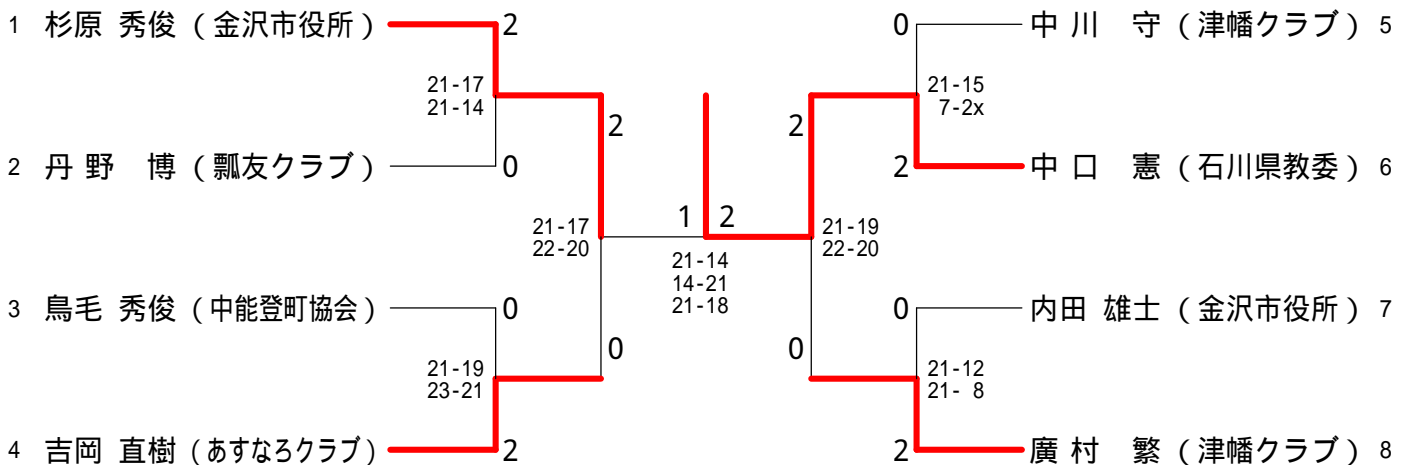 1 杉原 秀俊 (金沢市役所) 2
0 中川 守 (津幡クラブ) 5
21-17
21-14
21-15
7-2x
2
2
2 丹野 博 (瓢友クラブ) 0
2 中口 憲 (石川県教委) 6
21-17
22-20
1 2
21-19
22-20
21-14
14-21
21-18
3 鳥毛 秀俊 (中能登町協会) 0
0 内田 雄士 (金沢市役所) 7
0
0
21-19
23-21
21-12
21- 8
4 吉岡 直樹 (あすなろクラブ) 2
2 廣村 繁 (津幡クラブ) 8